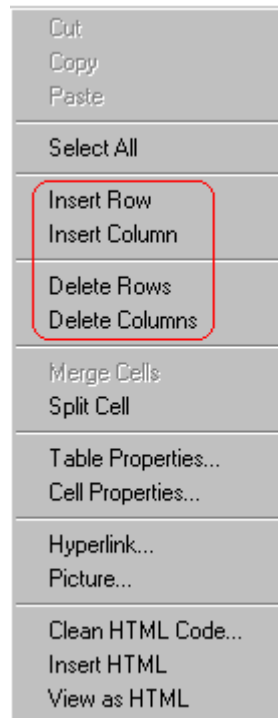 Cut
Copy
Paste
Select All
Insert Row
Insert Column
Delete Rows
Delete Columns
Merge Cells
Split Cell
Table Properties...
Cell Properties...
Hyperlink...
Picture...
Clean HTML Code...
Insert HTML
View as HTML